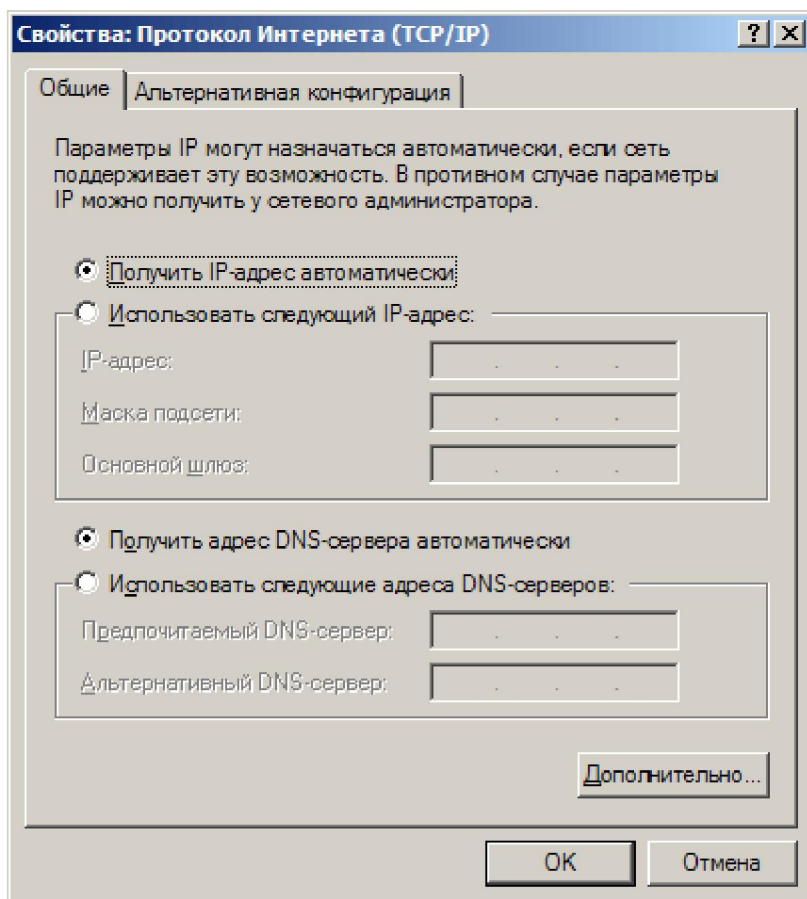 Свойства: Протокол Интернета (TCP/IP)
Общие
Альтернативная конфигурация
Параметры IP могут назначаться автоматически, если сеть
поддерживает эту возможность. В противном случае параметры
IP можно получить у сетевого администратора.
Получить IP-адрес автоматически
Использовать следующий IP-адрес:
IP-адрес:
Маска подсети:
Основной шлюз:
Получить адрес DNS-сервера автоматически
Использовать следующие адреса DNS-серверов:
Предпочитаемый DNS-сервер:
Альтернативный DNS-сервер:
Дополнительно...
OK
Отмена